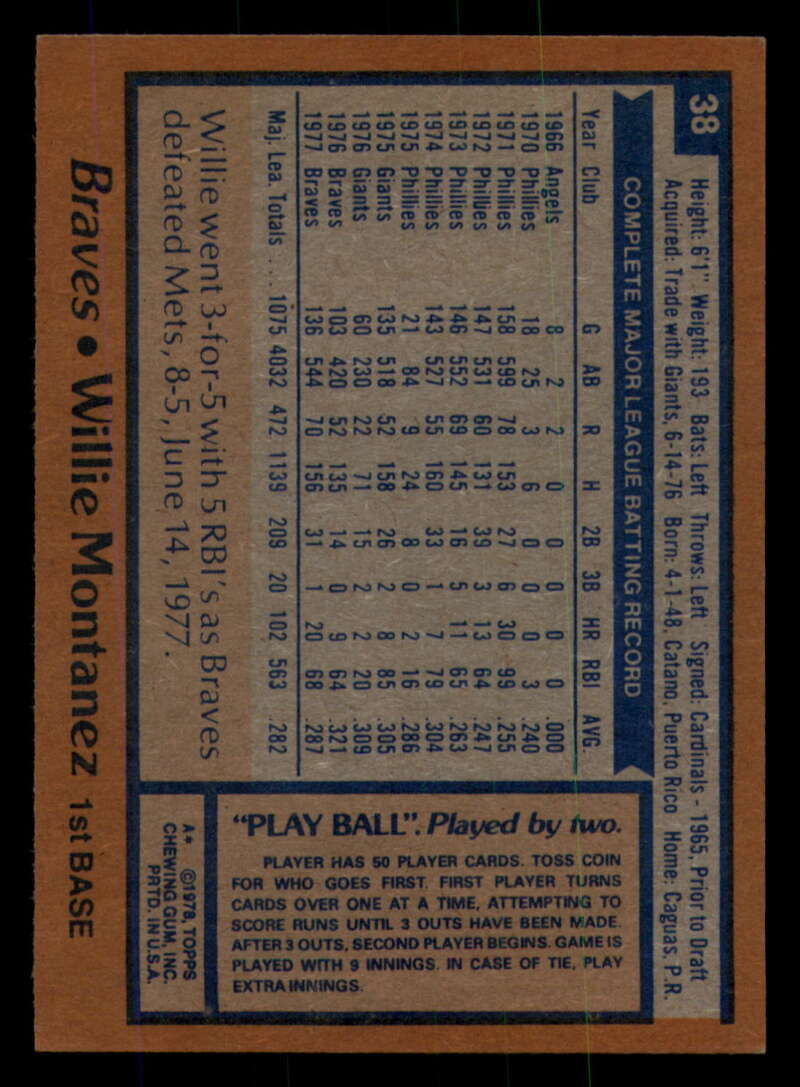 38
Height: 6'1" Weight: 193 Bats: Left Throws: Left Signed: Cardinals - 1965, Prior to Draft
Acquired: Trade with Giants, 6-14-76 Born: 4-1-48, Catano, Puerto Rico Home: Caguas, P.R.
COMPLETE MAJOR LEAGUE BATTING RECORD
Year Club G AB R H 2B 3B HR RBI AVG.
1966 Angels 8 2 2 0 0 0 0 0 .000
1970 Phillies 18 25 3 6 0 0 0 3 .240
1971 Phillies 158 599 78 153 27 6 30 99 .255
1972 Phillies 147 531 60 131 39 3 13 64 .247
1973 Phillies 146 552 69 145 16 5 11 65 .263
1974 Phillies 143 527 55 160 33 1 7 79 .304
1975 Phillies 21 84 9 24 8 0 2 16 .286
1975 Giants 135 518 52 158 26 2 8 85 .305
1976 Giants 60 230 22 71 15 2 2 20 .309
1976 Braves 103 420 52 135 14 0 9 64 .321
1977 Braves 136 544 70 156 31 1 20 68 .287
Maj. Lea. Totals ... 1075 4032 472 1139 209 20 102 563 .282
Willie went 3-for-5 with 5 RBI's as Braves
defeated Mets, 8-5, June 14, 1977.
"PLAY BALL". Played by two.
PLAYER HAS 50 PLAYER CARDS. TOSS COIN
FOR WHO GOES FIRST. FIRST PLAYER TURNS
CARDS OVER ONE AT A TIME, ATTEMPTING TO
SCORE RUNS UNTIL 3 OUTS HAVE BEEN MADE.
AFTER 3 OUTS, SECOND PLAYER BEGINS. GAME IS
PLAYED WITH 9 INNINGS. IN CASE OF TIE, PLAY
EXTRA INNINGS.
A* ©1978, TOPPS
CHEWING GUM, INC.
PRTD. IN U.S.A.
Braves • Willie Montanez 1st BASE